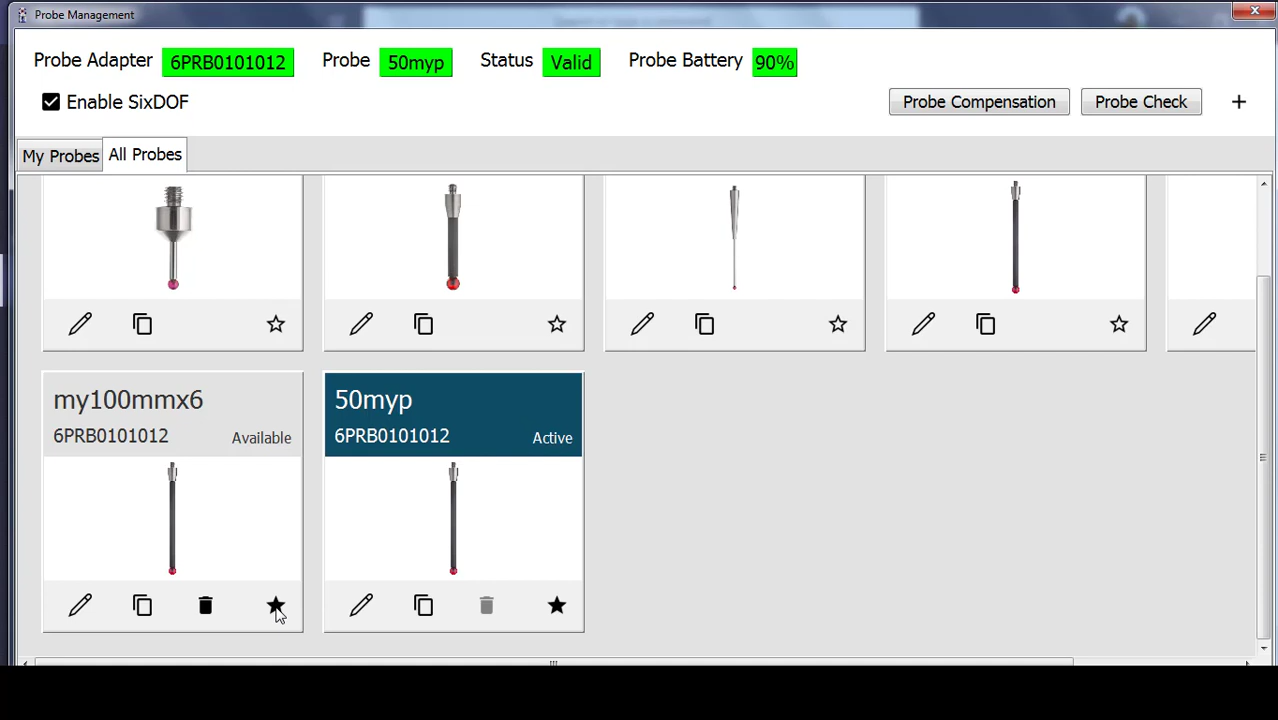 Probe Management
Probe Adapter 6PRB0101012 Probe 50myp Status Valid Probe Battery 90%
Enable SixDOF Probe Compensation Probe Check +
My Probes All Probes
my100mmx6 50myp
6PRB0101012 Available 6PRB0101012 Active